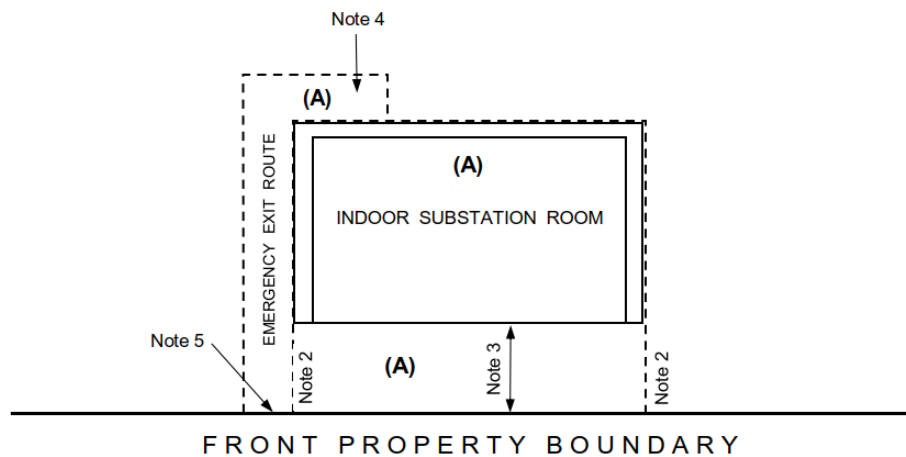 Note 4
(A)
EMERGENCY EXIT ROUTE
(A)
INDOOR SUBSTATION ROOM
Note 5
Note 2
(A)
Note 3
Note 2
FRONT PROPERTY BOUNDARY